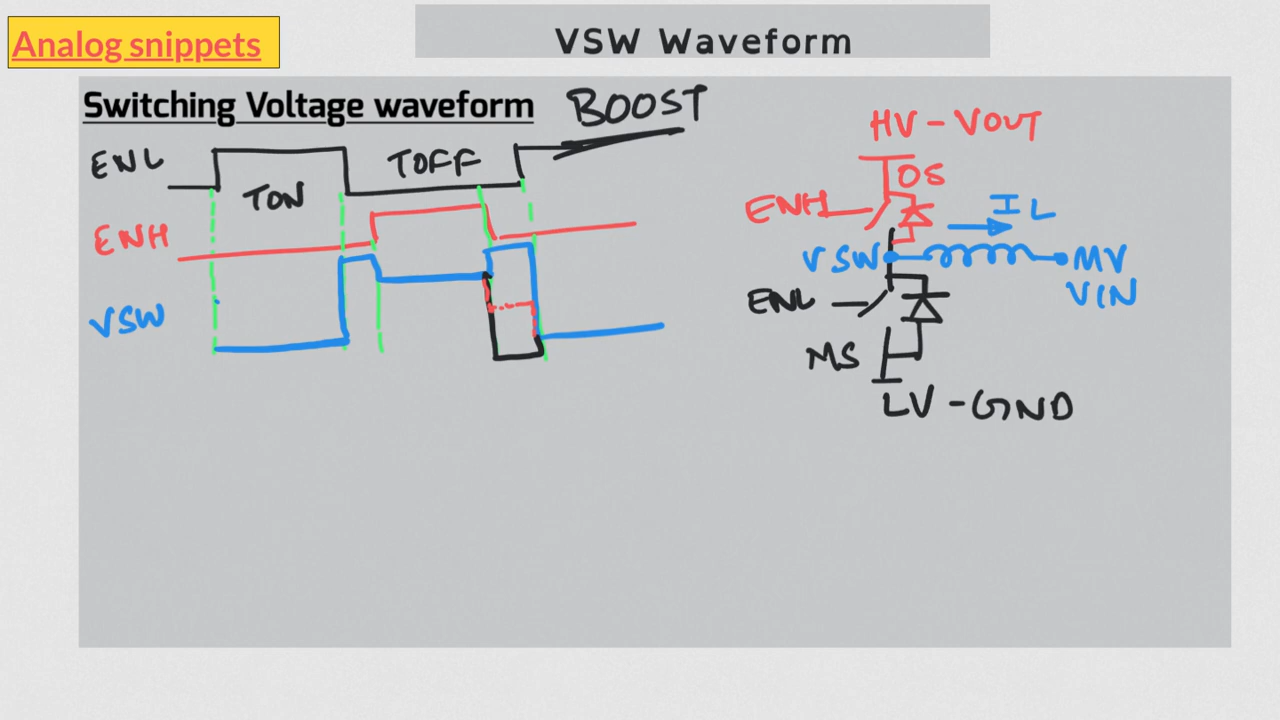 Analog snippets
VSW Waveform
Switching Voltage waveform
BOOST
ENL
TON
TOFF
ENH
VSW
HV - VOUT
OS
ENH
IL
VSW
MV
VIN
ENL
MS
LV - GND